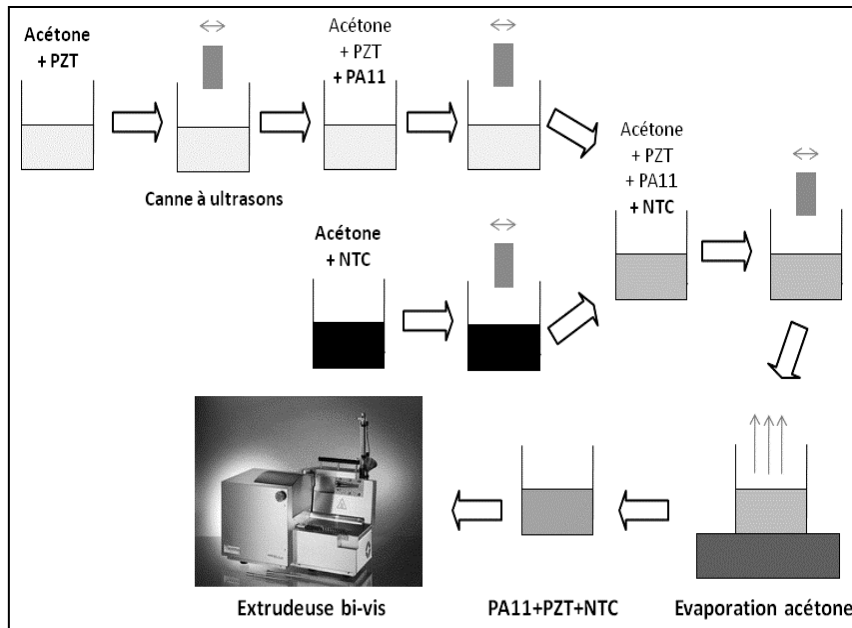 Acétone
+ PZT
Acétone
+ PZT
+ PA11
Canne à ultrasons
Acétone
+ PZT
+ PA11
+ NTC
Acétone
+ NTC
Extrudeuse bi-vis
PA11+PZT+NTC
Evaporation acétone